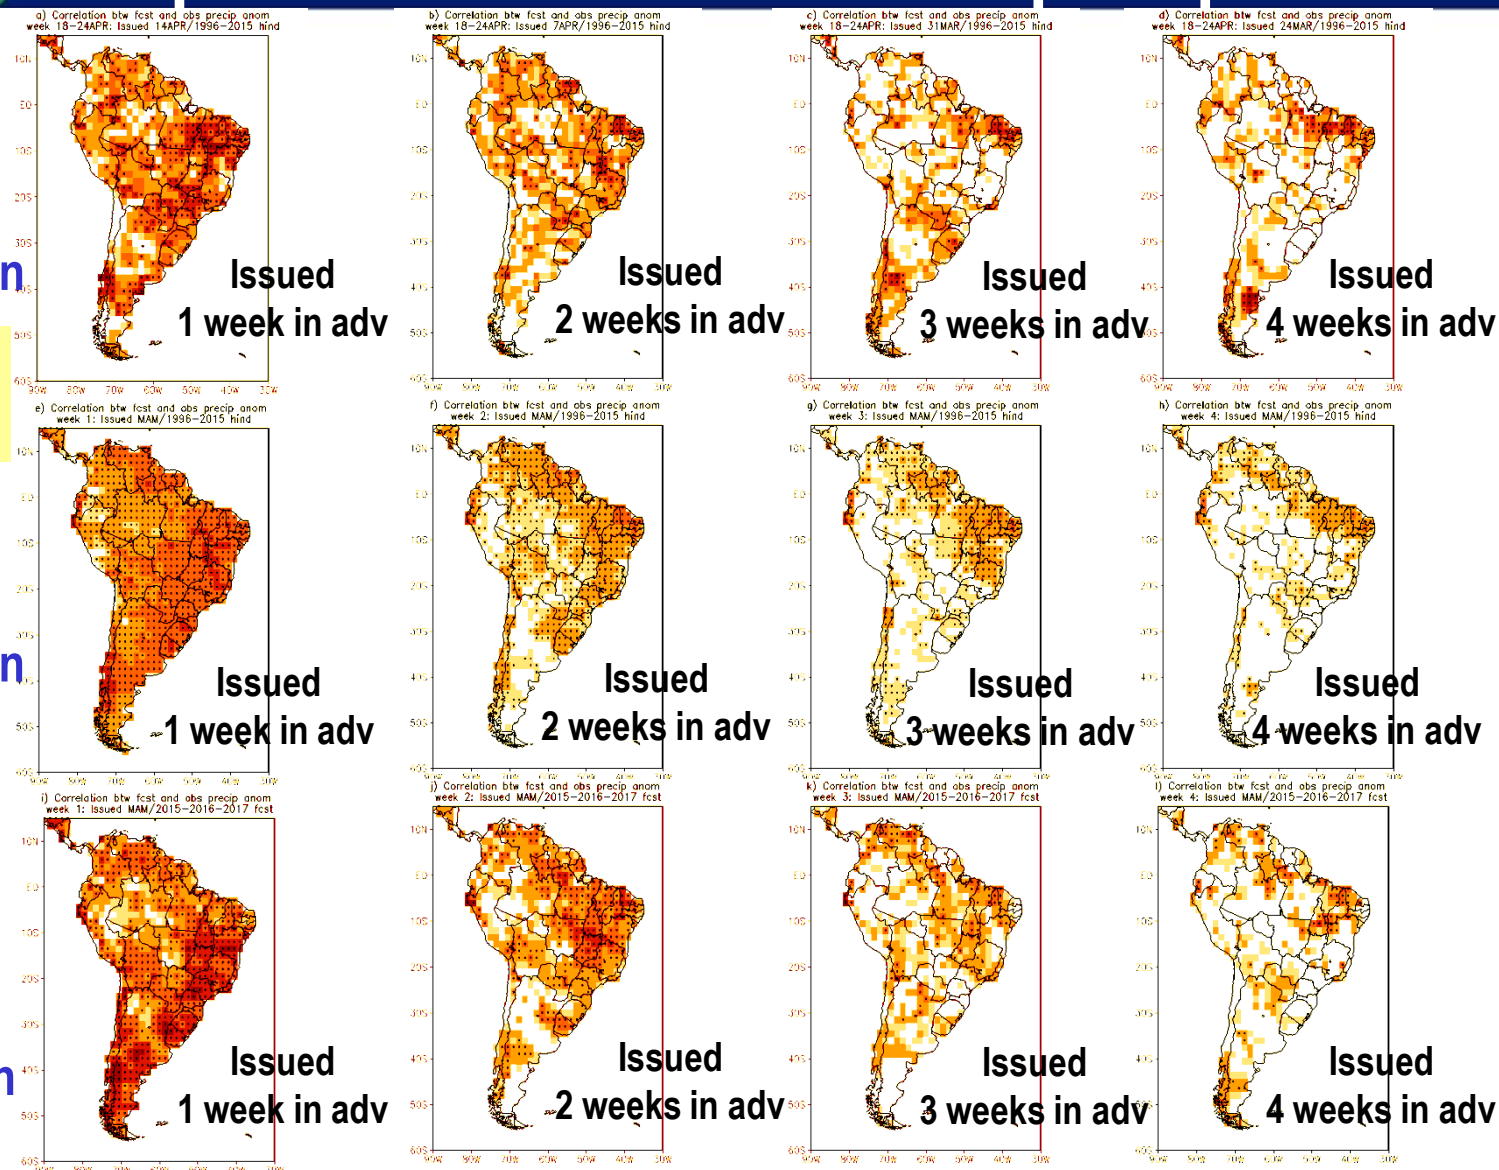 a) Correlation btw fcst and obs precip anom
week 18-24APR: Issued 14APR/1996-2015 hind
b) Correlation btw fcst and obs precip anom
week 18-24APR: Issued 7APR/1996-2015 hind
c) Correlation btw fcst and obs precip anom
week 18-24APR: Issued 31MAR/1996-2015 hind
d) Correlation btw fcst and obs precip anom
week 18-24APR: Issued 24MAR/1996-2015 hind
Issued
1 week in adv
Issued
2 weeks in adv
Issued
3 weeks in adv
Issued
4 weeks in adv
n
e) Correlation btw fcst and obs precip anom
week 1: Issued MAM/1996-2015 hind
f) Correlation btw fcst and obs precip anom
week 2: Issued MAM/1996-2015 hind
g) Correlation btw fcst and obs precip anom
week 3: Issued MAM/1996-2015 hind
h) Correlation btw fcst and obs precip anom
week 4: Issued MAM/1996-2015 hind
Issued
1 week in adv
Issued
2 weeks in adv
Issued
3 weeks in adv
Issued
4 weeks in adv
n
i) Correlation btw fcst and obs precip anom
week 1: Issued MAM/2015-2016-2017 fcst
j) Correlation btw fcst and obs precip anom
week 2: Issued MAM/2015-2016-2017 fcst
k) Correlation btw fcst and obs precip anom
week 3: Issued MAM/2015-2016-2017 fcst
l) Correlation btw fcst and obs precip anom
week 4: Issued MAM/2015-2016-2017 fcst
Issued
1 week in adv
Issued
2 weeks in adv
Issued
3 weeks in adv
Issued
4 weeks in adv
n